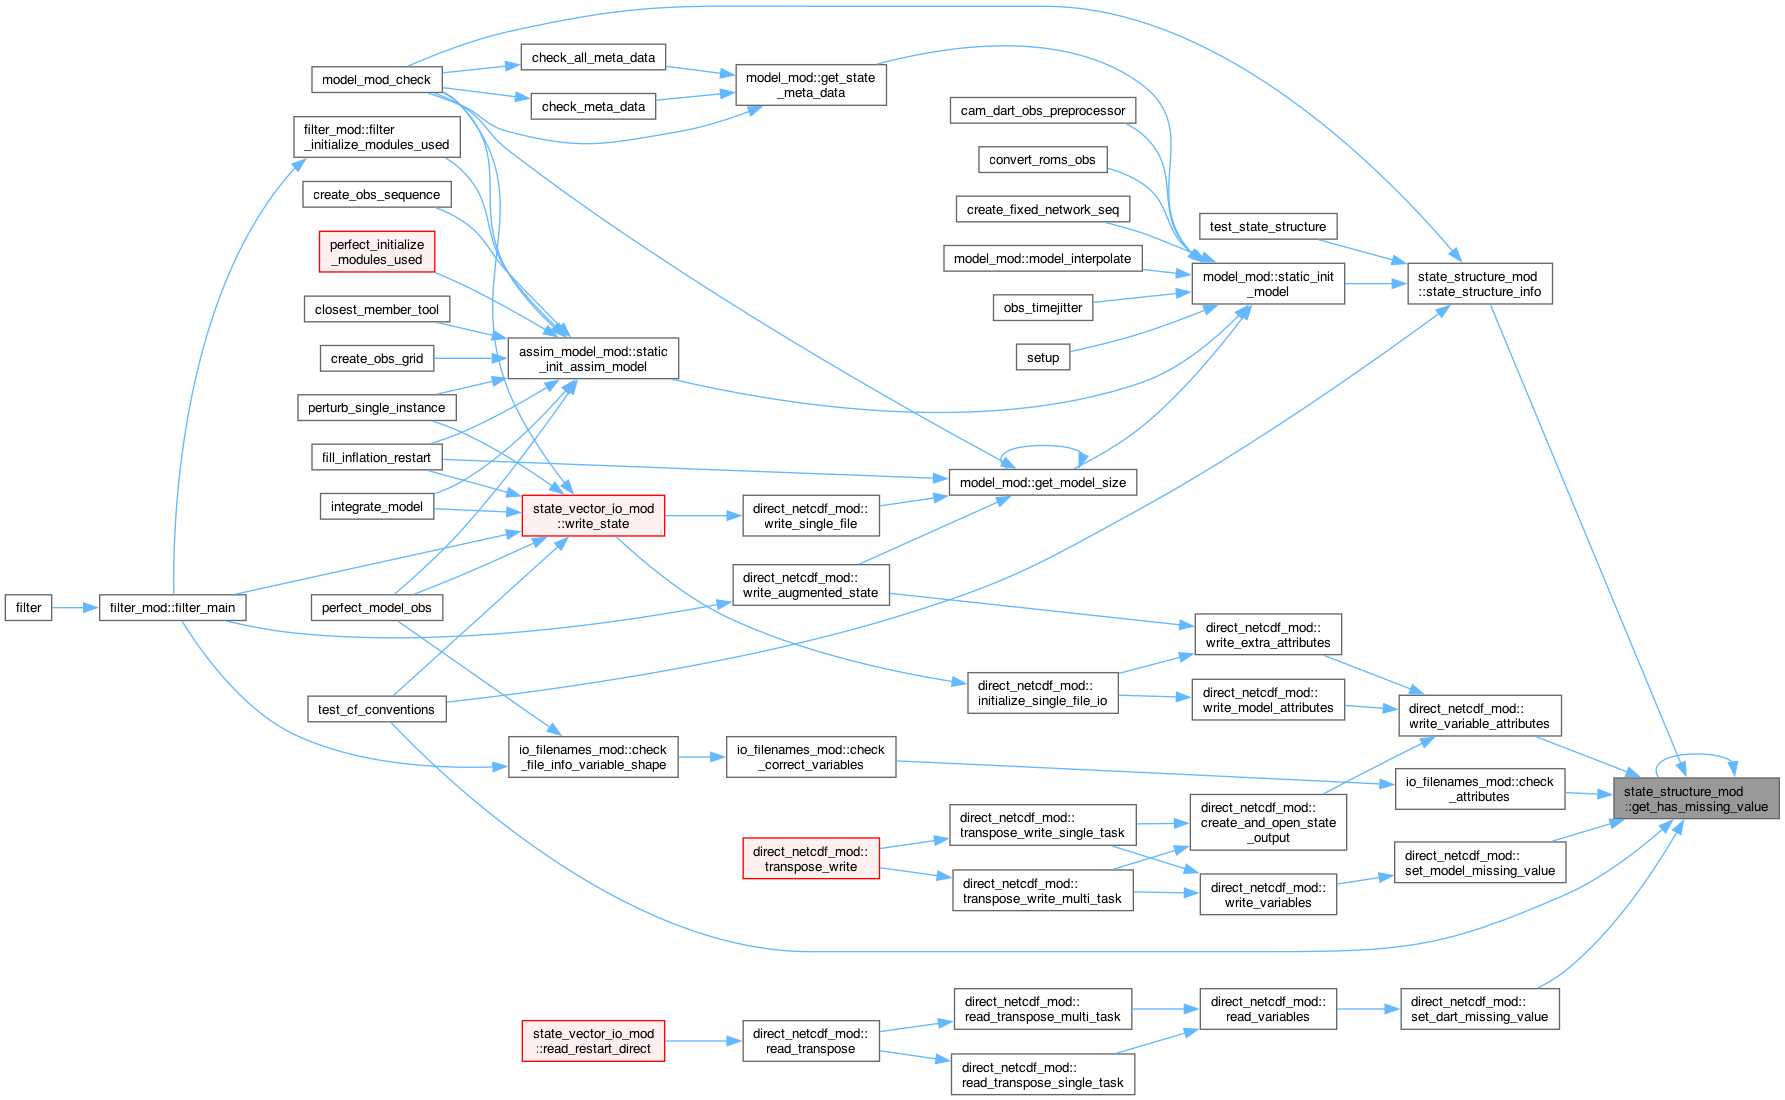 check_all_meta_data
model_mod_check
model_mod::get_state
_meta_data
check_meta_data
cam_dart_obs_preprocessor
filter_mod::filter
_initialize_modules_used
convert_roms_obs
create_obs_sequence
create_fixed_network_seq
test_state_structure
perfect_initialize
_modules_used
model_mod::model_interpolate
model_mod::static_init
_model
state_structure_mod
::state_structure_info
closest_member_tool
obs_timejitter
assim_model_mod::static
_init_assim_model
create_obs_grid
setup
perturb_single_instance
fill_inflation_restart
model_mod::get_model_size
integrate_model
state_vector_io_mod
::write_state
direct_netcdf_mod::
write_single_file
direct_netcdf_mod::
write_augmented_state
filter
filter_mod::filter_main
perfect_model_obs
direct_netcdf_mod::
write_extra_attributes
direct_netcdf_mod::
initialize_single_file_io
direct_netcdf_mod::
write_model_attributes
test_cf_conventions
direct_netcdf_mod::
write_variable_attributes
io_filenames_mod::check
_file_info_variable_shape
io_filenames_mod::check
_correct_variables
io_filenames_mod::check
_attributes
state_structure_mod
::get_has_missing_value
direct_netcdf_mod::
transpose_write_single_task
direct_netcdf_mod::
create_and_open_state
_output
direct_netcdf_mod::
transpose_write
direct_netcdf_mod::
set_model_missing_value
direct_netcdf_mod::
transpose_write_multi_task
direct_netcdf_mod::
write_variables
direct_netcdf_mod::
read_transpose_multi_task
direct_netcdf_mod::
read_variables
direct_netcdf_mod::
set_dart_missing_value
state_vector_io_mod
::read_restart_direct
direct_netcdf_mod::
read_transpose
direct_netcdf_mod::
read_transpose_single_task